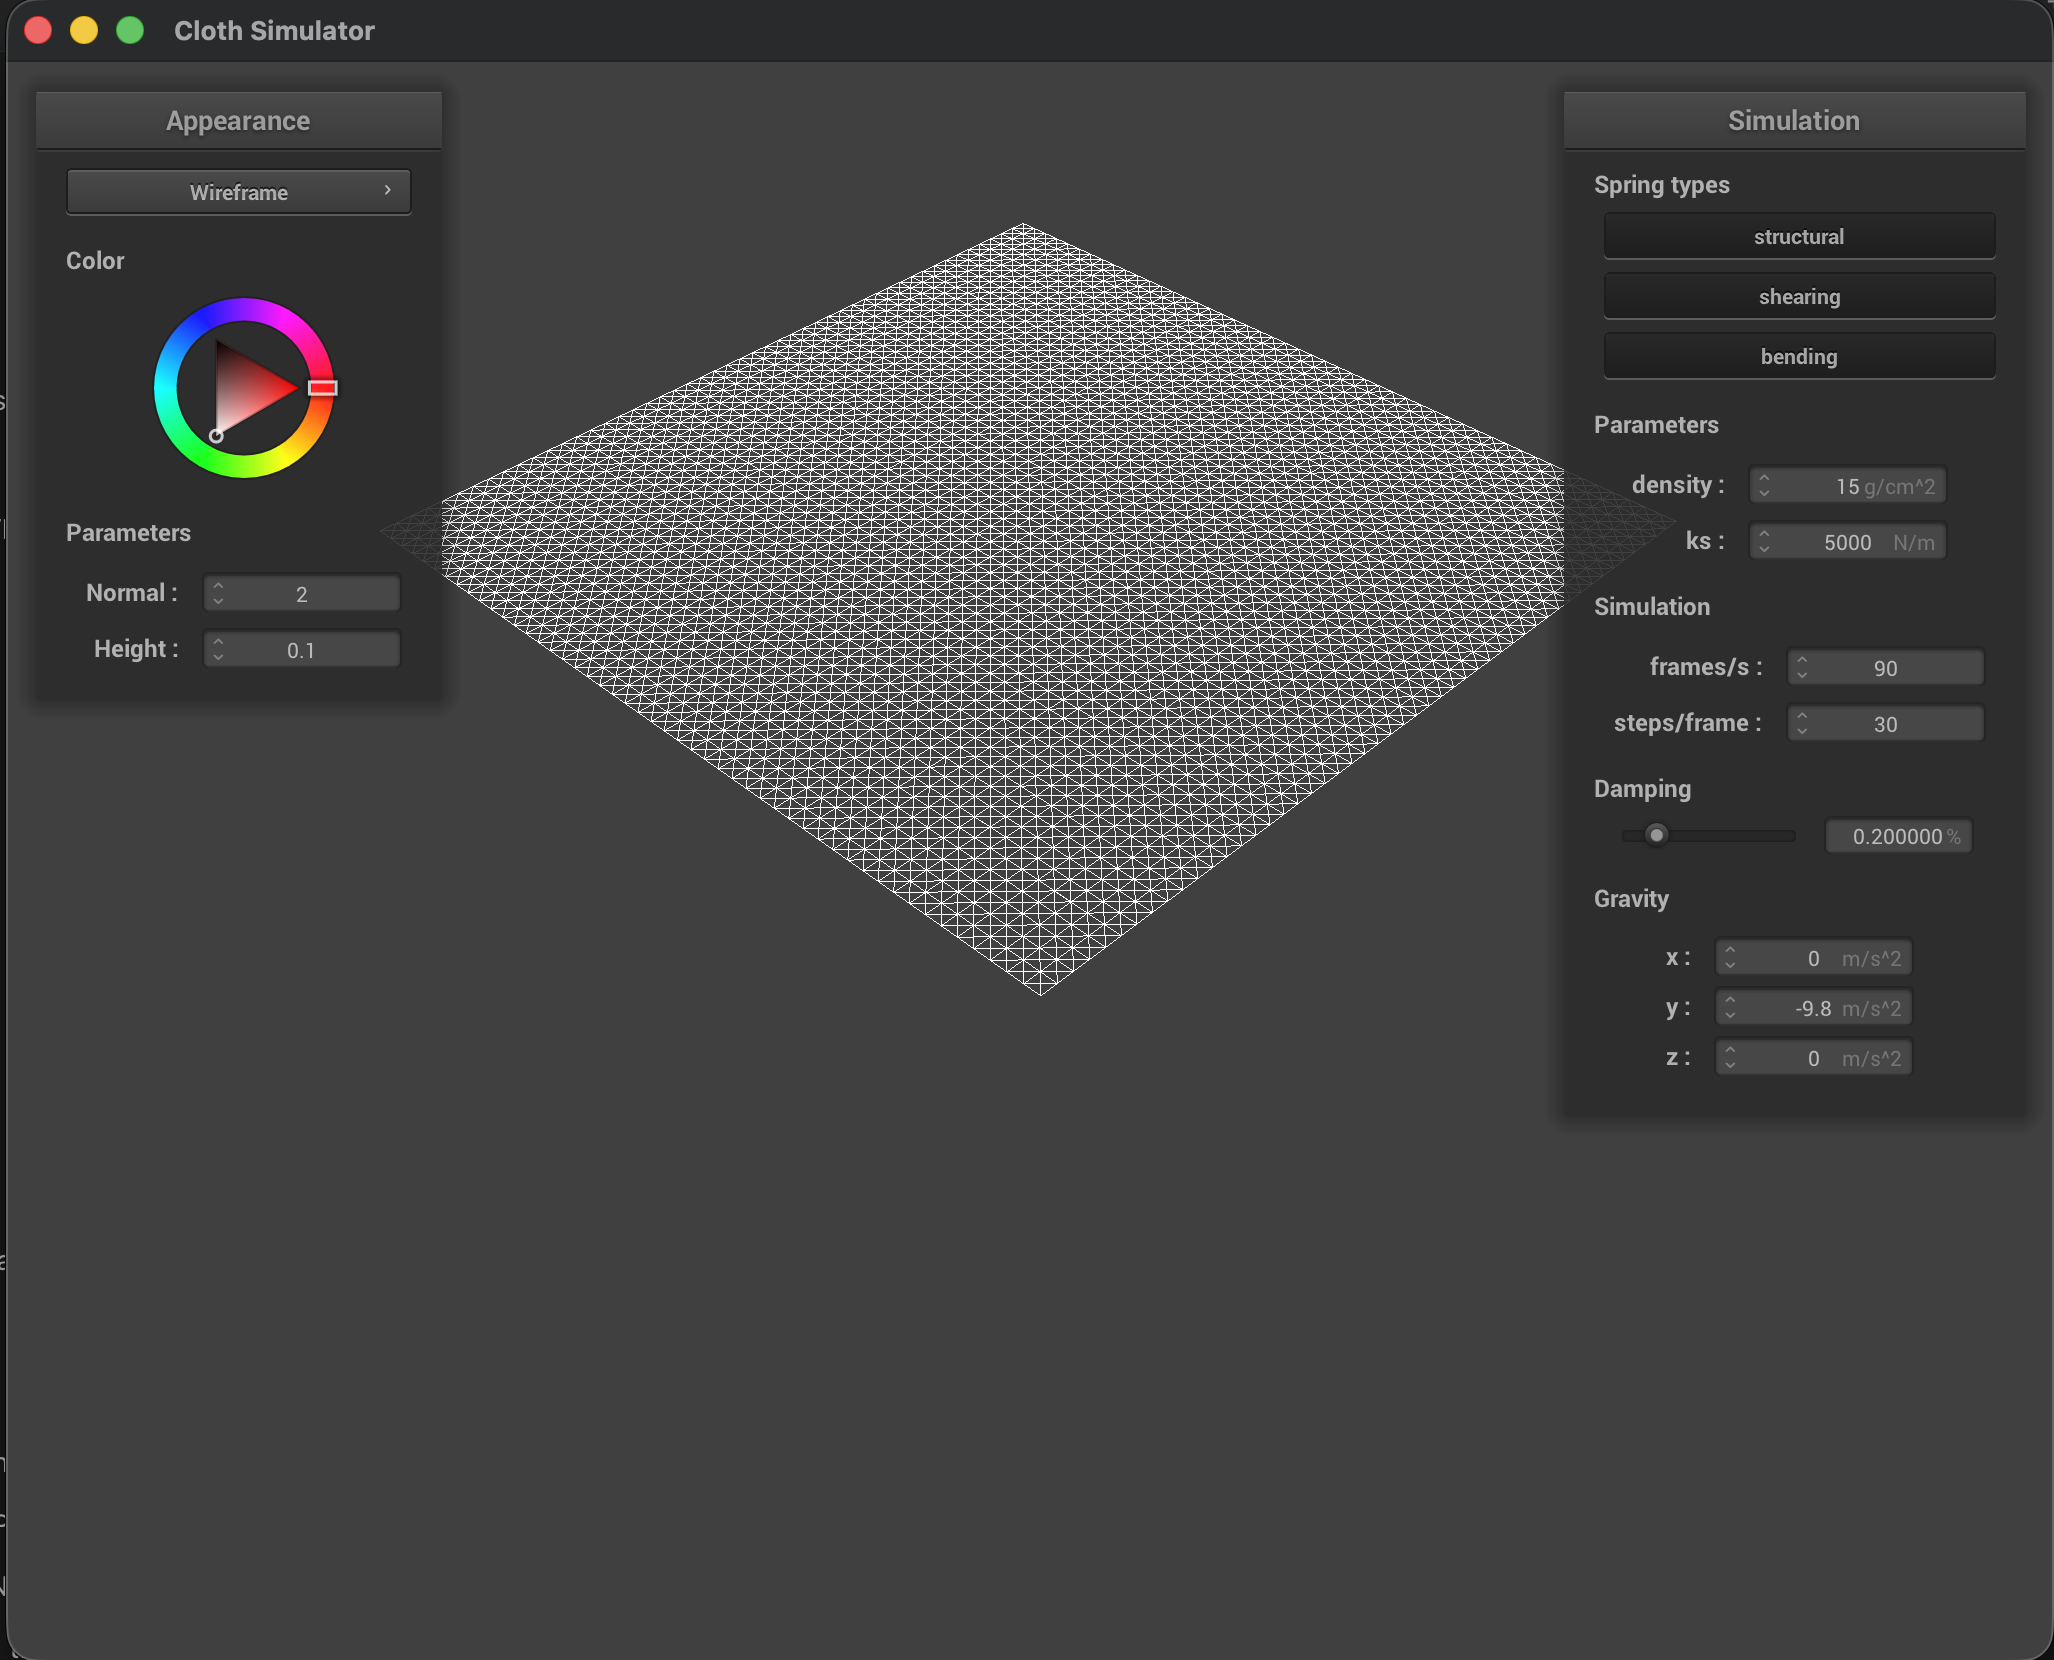 Cloth Simulator
Appearance
Wireframe
Color
Parameters
Normal : 2
Height : 0.1
Simulation
Spring types
structural
shearing
bending
Parameters
density : 15 g/cm^2
ks : 5000 N/m
Simulation
frames/s : 90
steps/frame : 30
Damping
0.200000 %
Gravity
x : 0 m/s^2
y : -9.8 m/s^2
z : 0 m/s^2